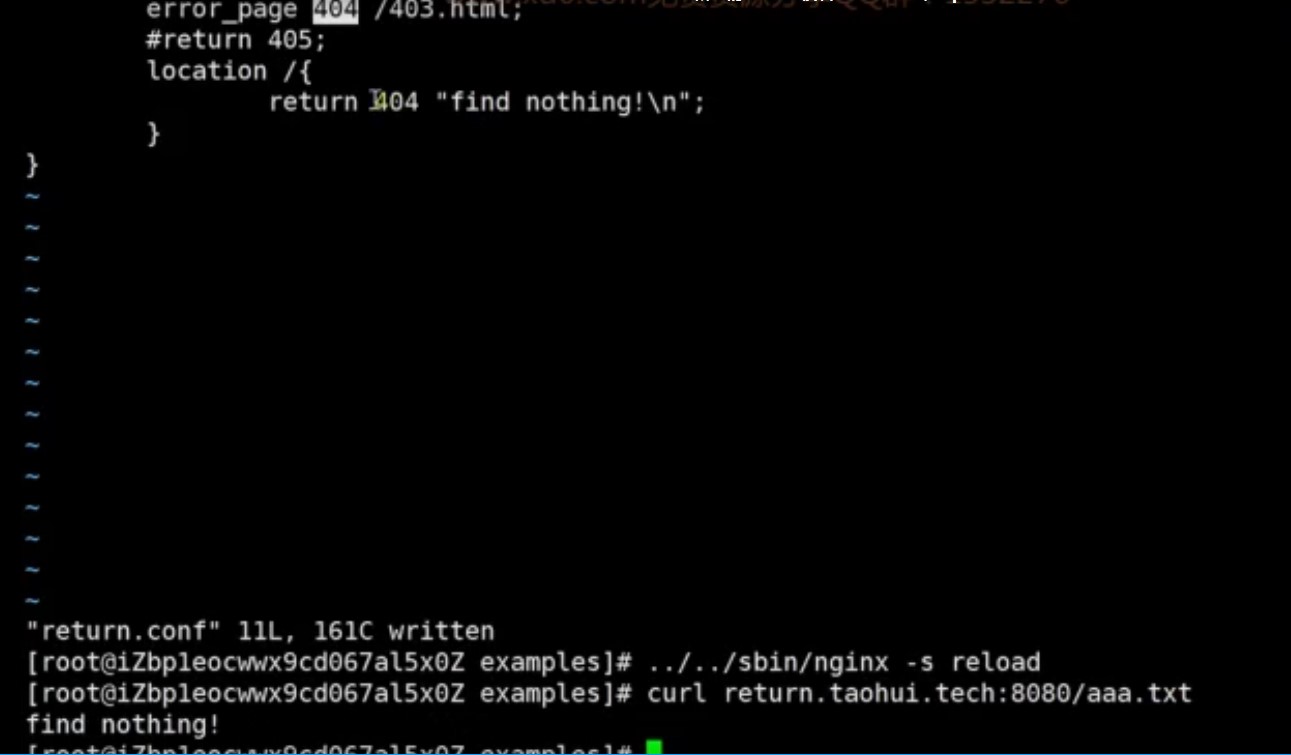 error_page 404 /403.html;
#return 405;
location /{
return 404 "find nothing!\n";
}
}
~
~
~
~
~
~
~
~
~
~
~
~
~
~
"return.conf" 11L, 161C written
[root@iZbp1eocwwx9cd067al5x0Z examples]# ../../sbin/nginx -s reload
[root@iZbp1eocwwx9cd067al5x0Z examples]# curl return.taohui.tech:8080/aaa.txt
find nothing!
[root@iZbp1eocwwx9cd067al5x0Z examples]#